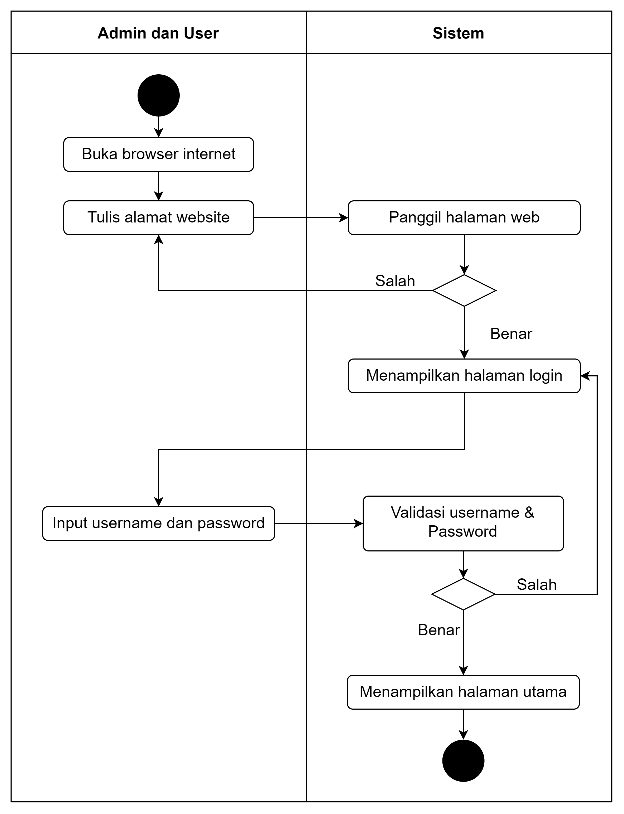 Admin dan User
Sistem
Buka browser internet
Tulis alamat website
Panggil halaman web
Salah
Benar
Menampilkan halaman login
Input username dan password
Validasi username &
Password
Salah
Benar
Menampilkan halaman utama